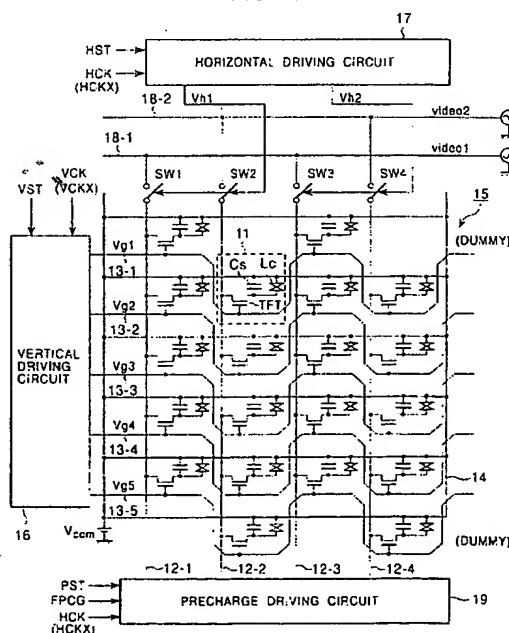 17
HST
HORIZONTAL DRIVING CIRCUIT
HCK
(HCKX)
Vh1
Vh2
18-2
video2
18-1
video1
VCK
(VCKX)
VST
SW1
SW2
SW3
SW4
15
11
(DUMMY)
Vg1
Cs
Lc
13-1
TFT
Vg2
13-2
VERTICAL
DRIVING
CIRCUIT
Vg3
13-3
Vg4
13-4
14
Vg5
13-5
16
Vcom
(DUMMY)
12-1
12-2
12-3
12-4
PST
FPCG
PRECHARGE DRIVING CIRCUIT
19
HCK
(HCKX)